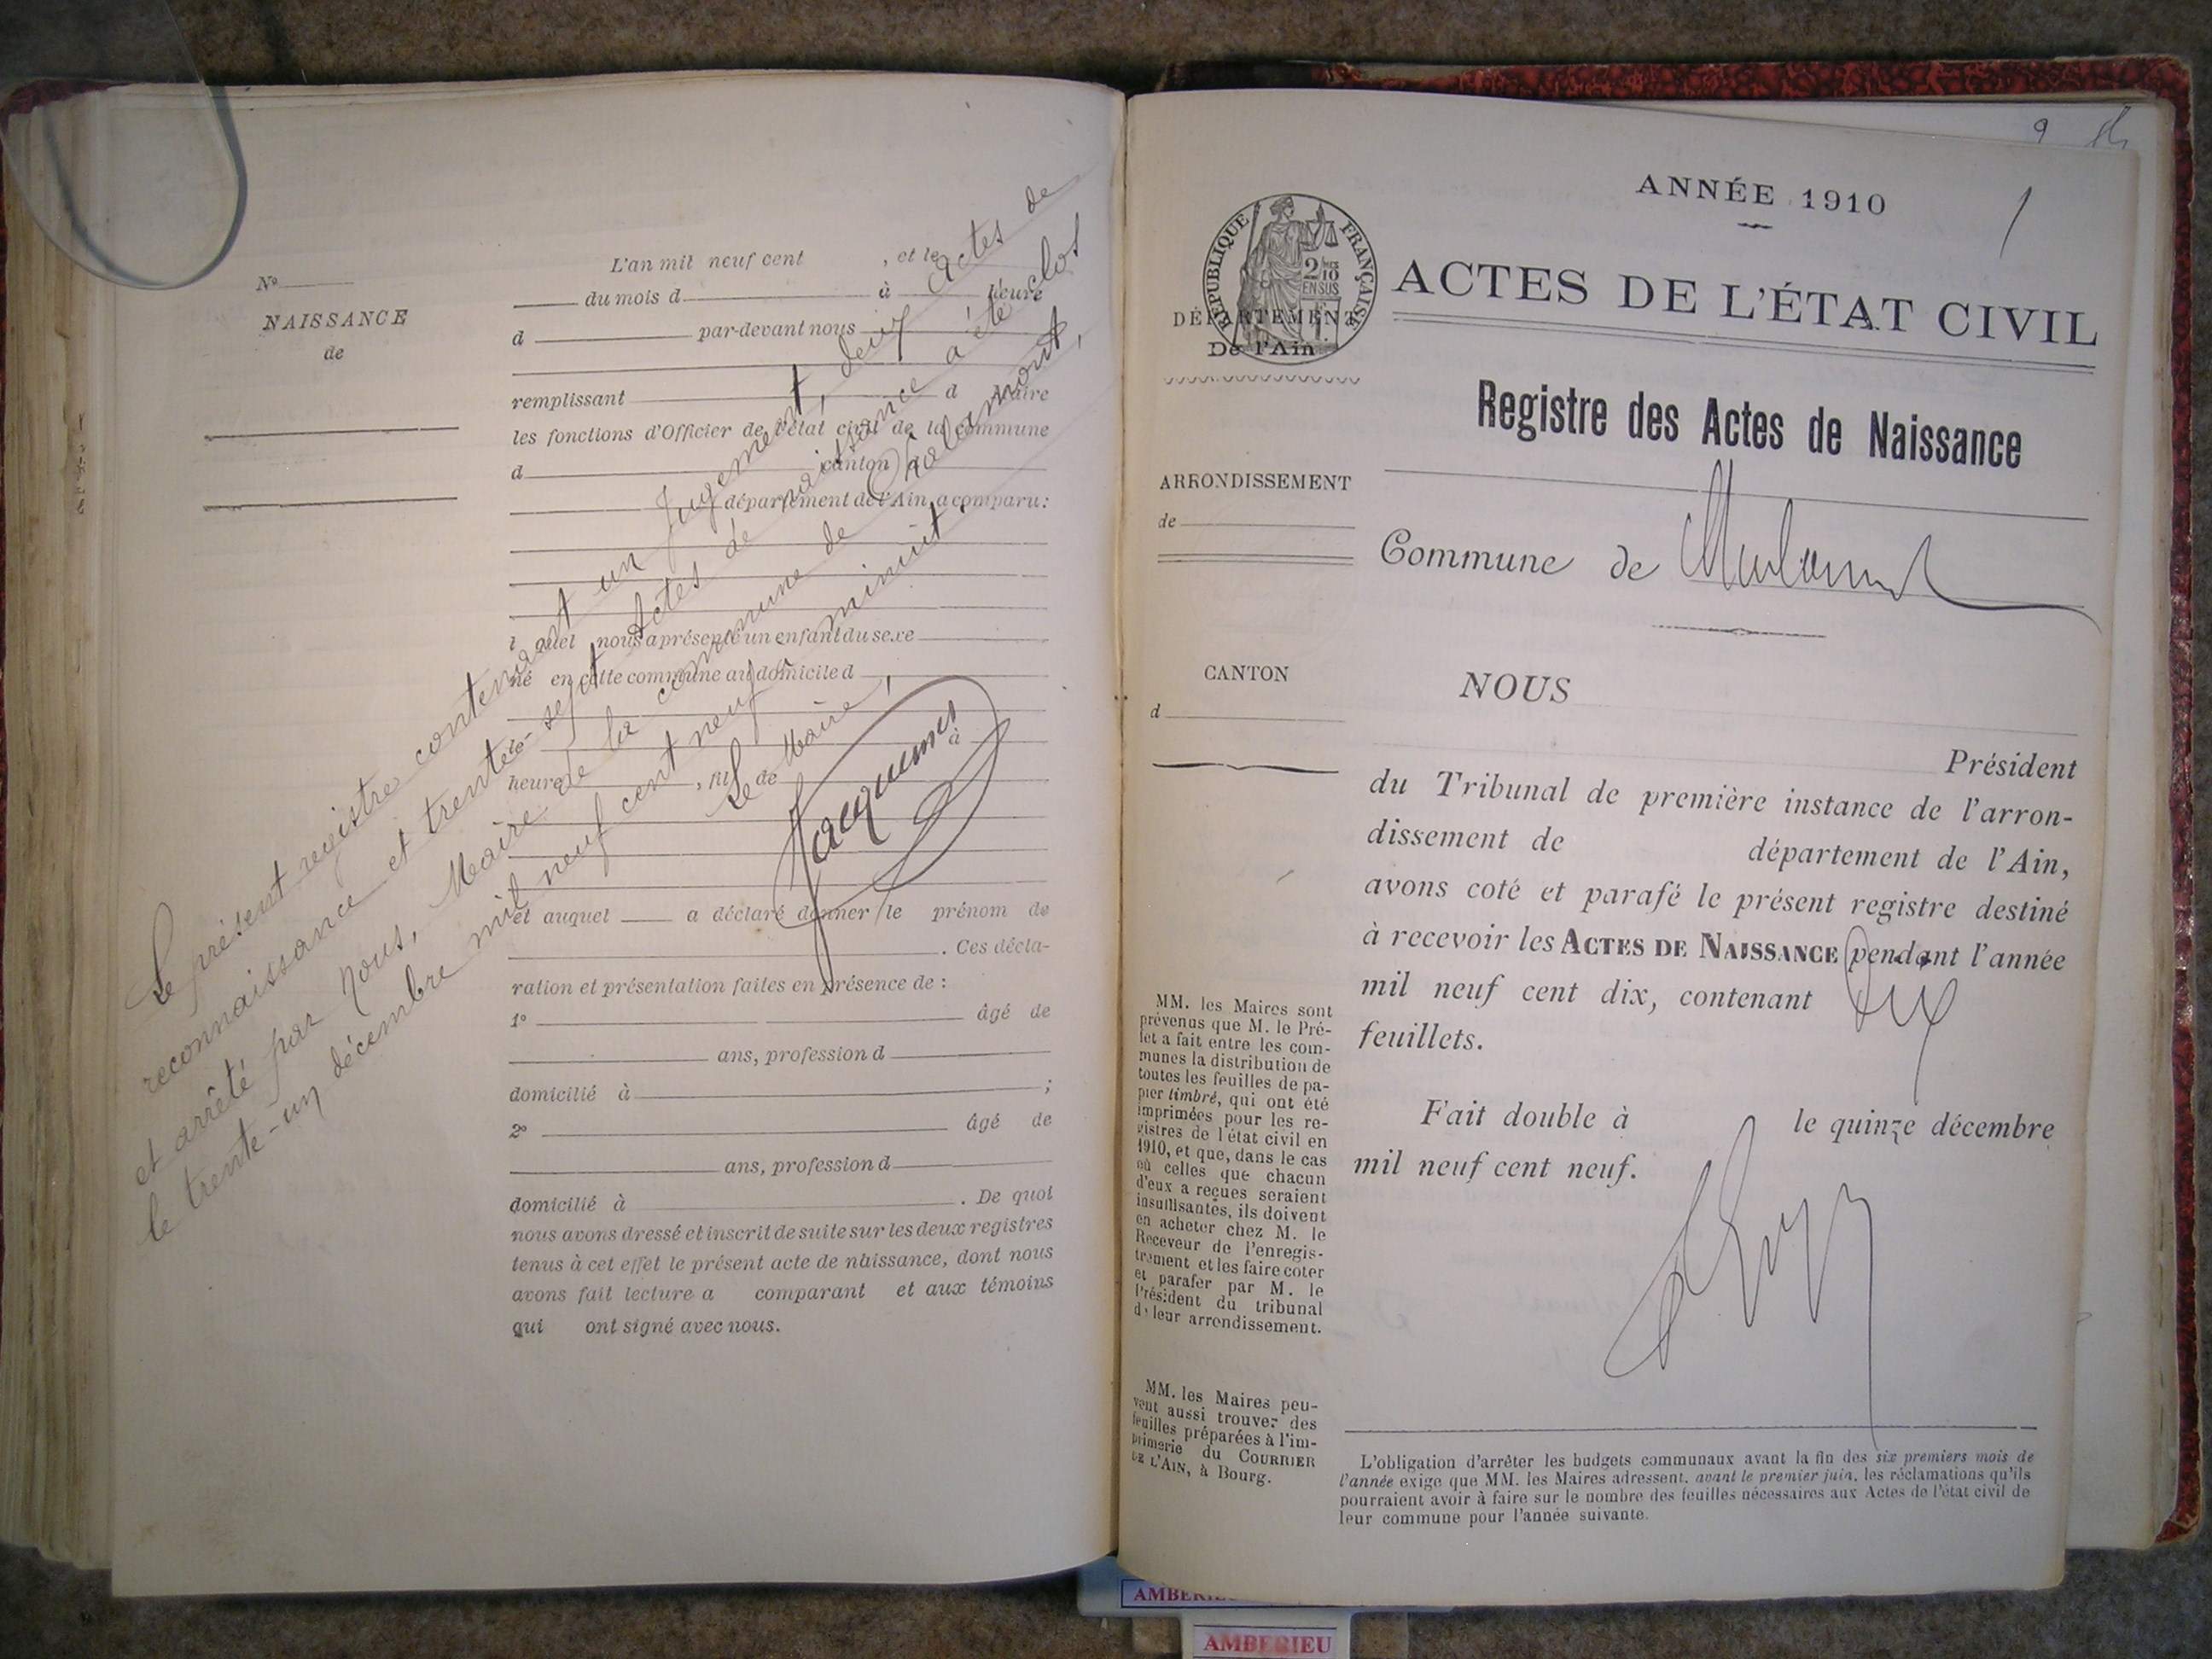 Nº
NAISSANCE
de
L'an mil neuf cent , et le
du mois d à heure
d par-devant nous
remplissant d Maire
les fonctions d'Officier de l'état civil de la commune
d canton d
département de l'Ain, a comparu:
l quel nous a présenté un enfant du sexe
né en cette commune au domicile d
à
heure , fil de
et auquel a déclaré donner le prénom de
. Ces décla-
ration et présentation faites en présence de :
1º âgé de
ans, profession d
domicilié à ;
2º âgé de
ans, profession d
domicilié à . De quoi
nous avons dressé et inscrit de suite sur les deux registres
tenus à cet effet le présent acte de naissance, dont nous
avons fait lecture a comparant et aux témoins
qui ont signé avec nous.
Le présent registre contenant un Jugement, deux actes de
reconnaissance et trente-sept Actes de naissance a été clos
et arrêté par nous, Maire de la commune de Chalamont,
le trente-un décembre mil neuf cent neuf à minuit.
Le Maire,
ANNÉE 1910
1
RÉPUBLIQUE FRANÇAISE
2/10
EN SUS
ACTES DE L'ÉTAT CIVIL
DÉPARTEMENT
De l'Ain
Registre des Actes de Naissance
ARRONDISSEMENT
de
Commune de Chalamont
CANTON
d
NOUS
Président
du Tribunal de première instance de l'arron-
dissement de département de l'Ain,
avons coté et parafé le présent registre destiné
à recevoir les ACTES DE NAISSANCE pendant l'année
mil neuf cent dix, contenant Dix
feuillets.
Fait double à le quinze décembre
mil neuf cent neuf.
MM. les Maires sont
prévenus que M. le Pré-
fet a fait entre les com-
munes la distribution de
toutes les feuilles de pa-
pier timbré, qui ont été
imprimées pour les re-
gistres de l'état civil en
1910, et que, dans le cas
où celles que chacun
d'eux a reçues seraient
insuffisantes, ils doivent
en acheter chez M. le
Receveur de l'enregis-
trement et les faire coter
et parafer par M. le
Président du tribunal
d' leur arrondissement.
MM. les Maires peu-
vent aussi trouver des
feuilles préparées à l'im-
primerie du COURRIER
DE L'AIN, à Bourg.
L'obligation d'arrêter les budgets communaux avant la fin des six premiers mois de
l'année exige que MM. les Maires adressent, avant le premier juin, les réclamations qu'ils
pourraient avoir à faire sur le nombre des feuilles nécessaires aux Actes de l'état civil de
leur commune pour l'année suivante.
AMBERIEU